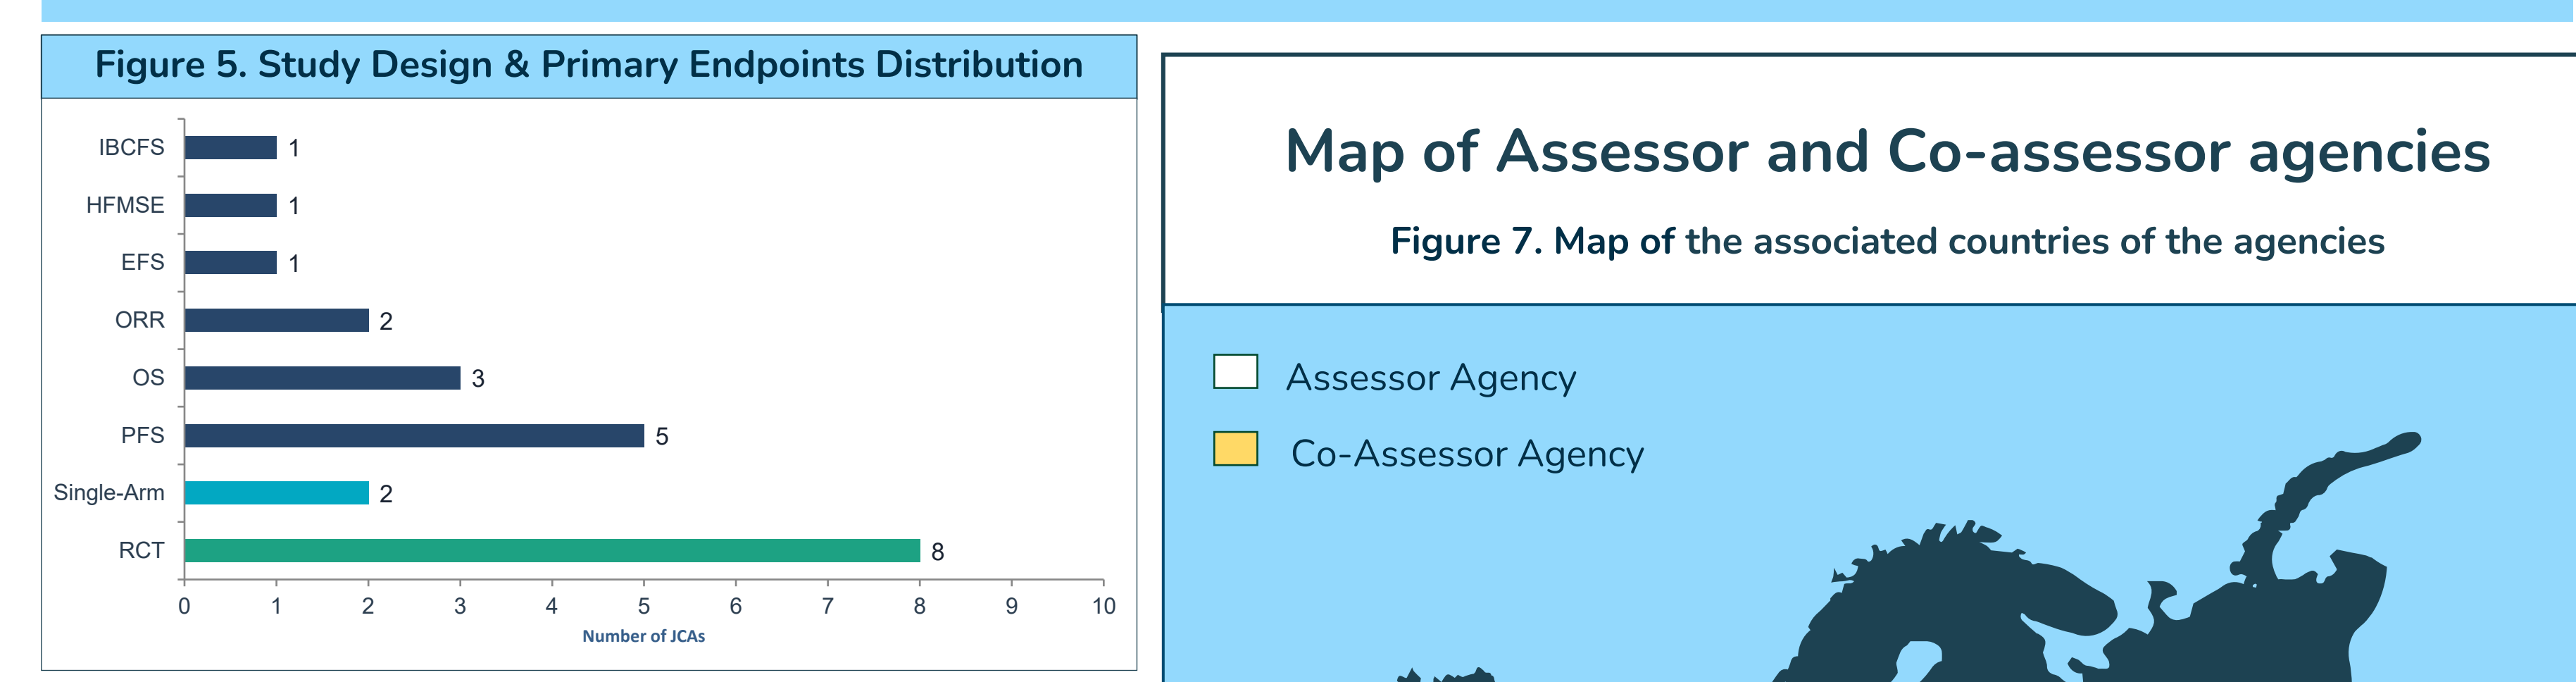 Figure 5. Study Design & Primary Endpoints Distribution
IBCFS 1
HFMSE 1
EFS 1
ORR 2
OS 3
PFS 5
Single-Arm 2
RCT 8
0 1 2 3 4 5 6 7 8 9 10
Number of JCAs
Map of Assessor and Co-assessor agencies
Figure 7. Map of the associated countries of the agencies
Assessor Agency
Co-Assessor Agency